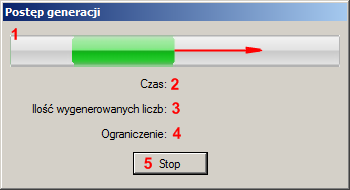 Postęp generacji
1
Czas: 2
Ilość wygenerowanych liczb: 3
Ograniczenie: 4
5 Stop